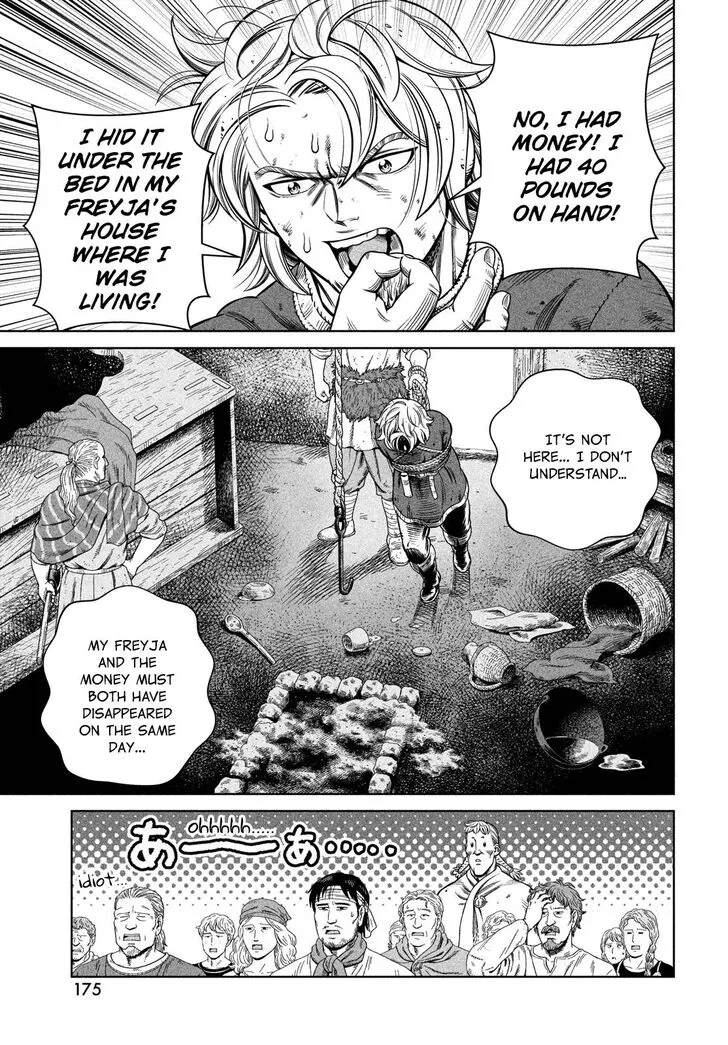 NO, I HAD
MONEY! I
HAD 40
POUNDS
ON HAND!
I HID IT
UNDER THE
BED IN MY
FREYJA'S
HOUSE
WHERE I
WAS
LIVING!
IT'S NOT
HERE... I DON'T
UNDERSTAND...
MY FREYJA
AND THE
MONEY MUST
BOTH HAVE
DISAPPEARED
ON THE SAME
DAY...
ohhhhh.....
あーーぁ・・・・・
idiot...
175